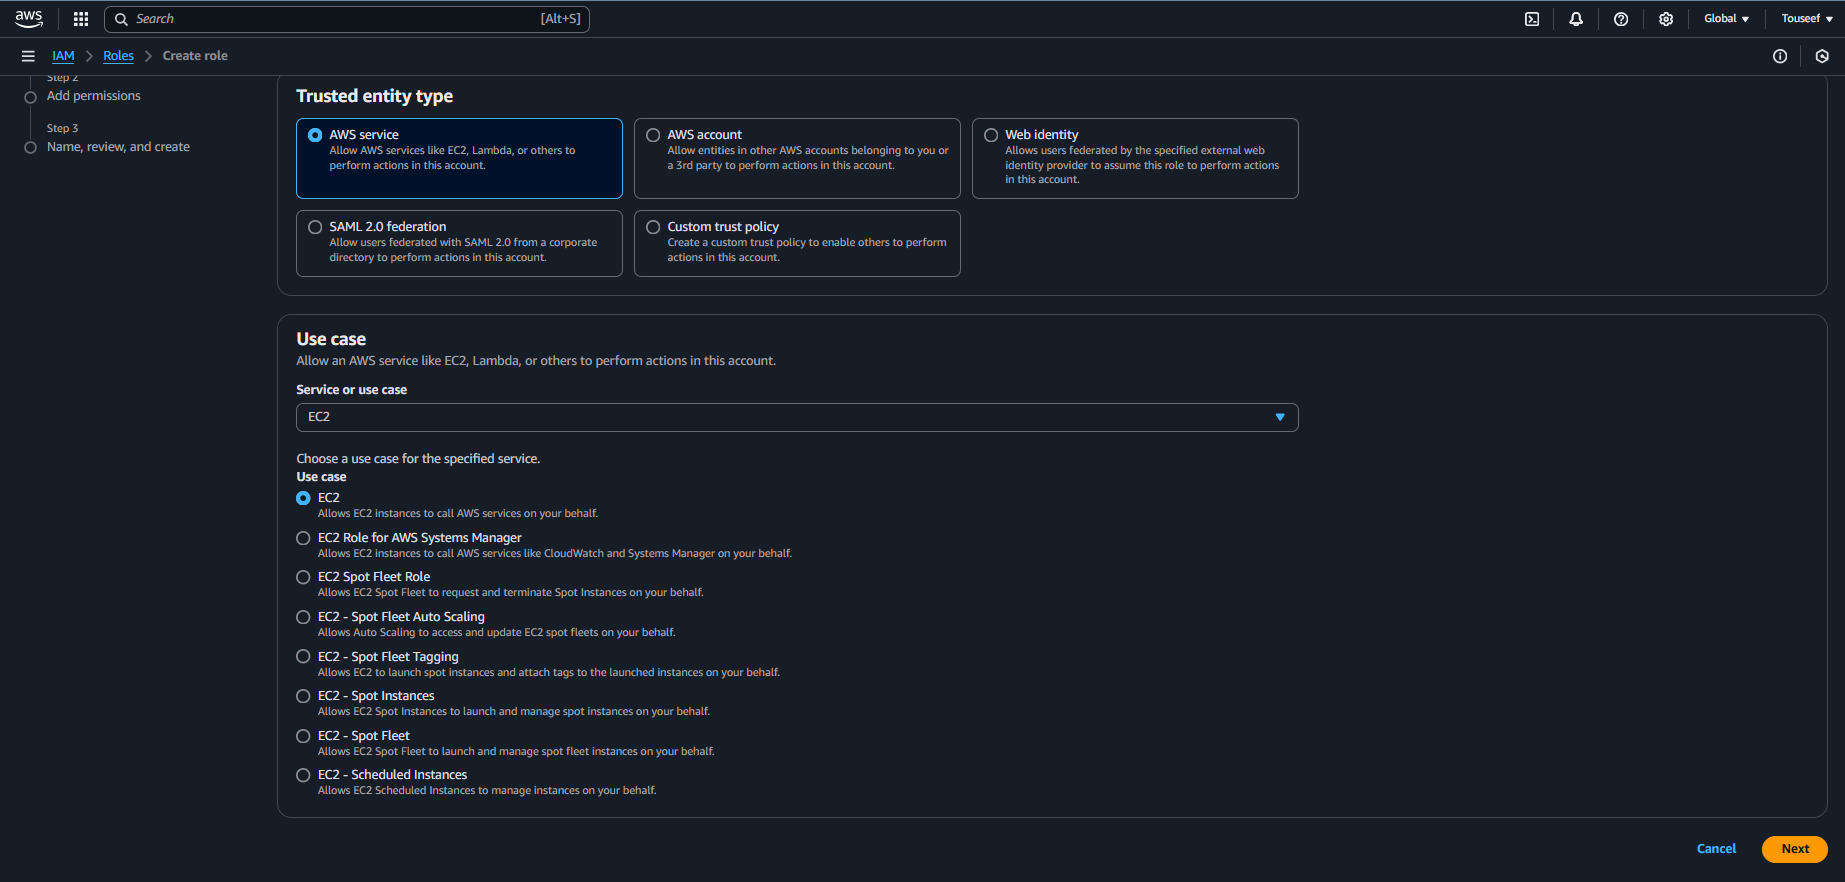 aws
Search [Alt+S]
Global
Touseef
IAM
Roles
Create role
Step 2
Add permissions
Step 3
Name, review, and create
Trusted entity type
AWS service
Allow AWS services like EC2, Lambda, or others to
perform actions in this account.
AWS account
Allow entities in other AWS accounts belonging to you or
a 3rd party to perform actions in this account.
Web identity
Allows users federated by the specified external web
identity provider to assume this role to perform actions
in this account.
SAML 2.0 federation
Allow users federated with SAML 2.0 from a corporate
directory to perform actions in this account.
Custom trust policy
Create a custom trust policy to enable others to perform
actions in this account.
Use case
Allow an AWS service like EC2, Lambda, or others to perform actions in this account.
Service or use case
EC2
Choose a use case for the specified service.
Use case
EC2
Allows EC2 instances to call AWS services on your behalf.
EC2 Role for AWS Systems Manager
Allows EC2 instances to call AWS services like CloudWatch and Systems Manager on your behalf.
EC2 Spot Fleet Role
Allows EC2 Spot Fleet to request and terminate Spot Instances on your behalf.
EC2 - Spot Fleet Auto Scaling
Allows Auto Scaling to access and update EC2 spot fleets on your behalf.
EC2 - Spot Fleet Tagging
Allows EC2 to launch spot instances and attach tags to the launched instances on your behalf.
EC2 - Spot Instances
Allows EC2 Spot Instances to launch and manage spot instances on your behalf.
EC2 - Spot Fleet
Allows EC2 Spot Fleet to launch and manage spot fleet instances on your behalf.
EC2 - Scheduled Instances
Allows EC2 Scheduled Instances to manage instances on your behalf.
Cancel
Next